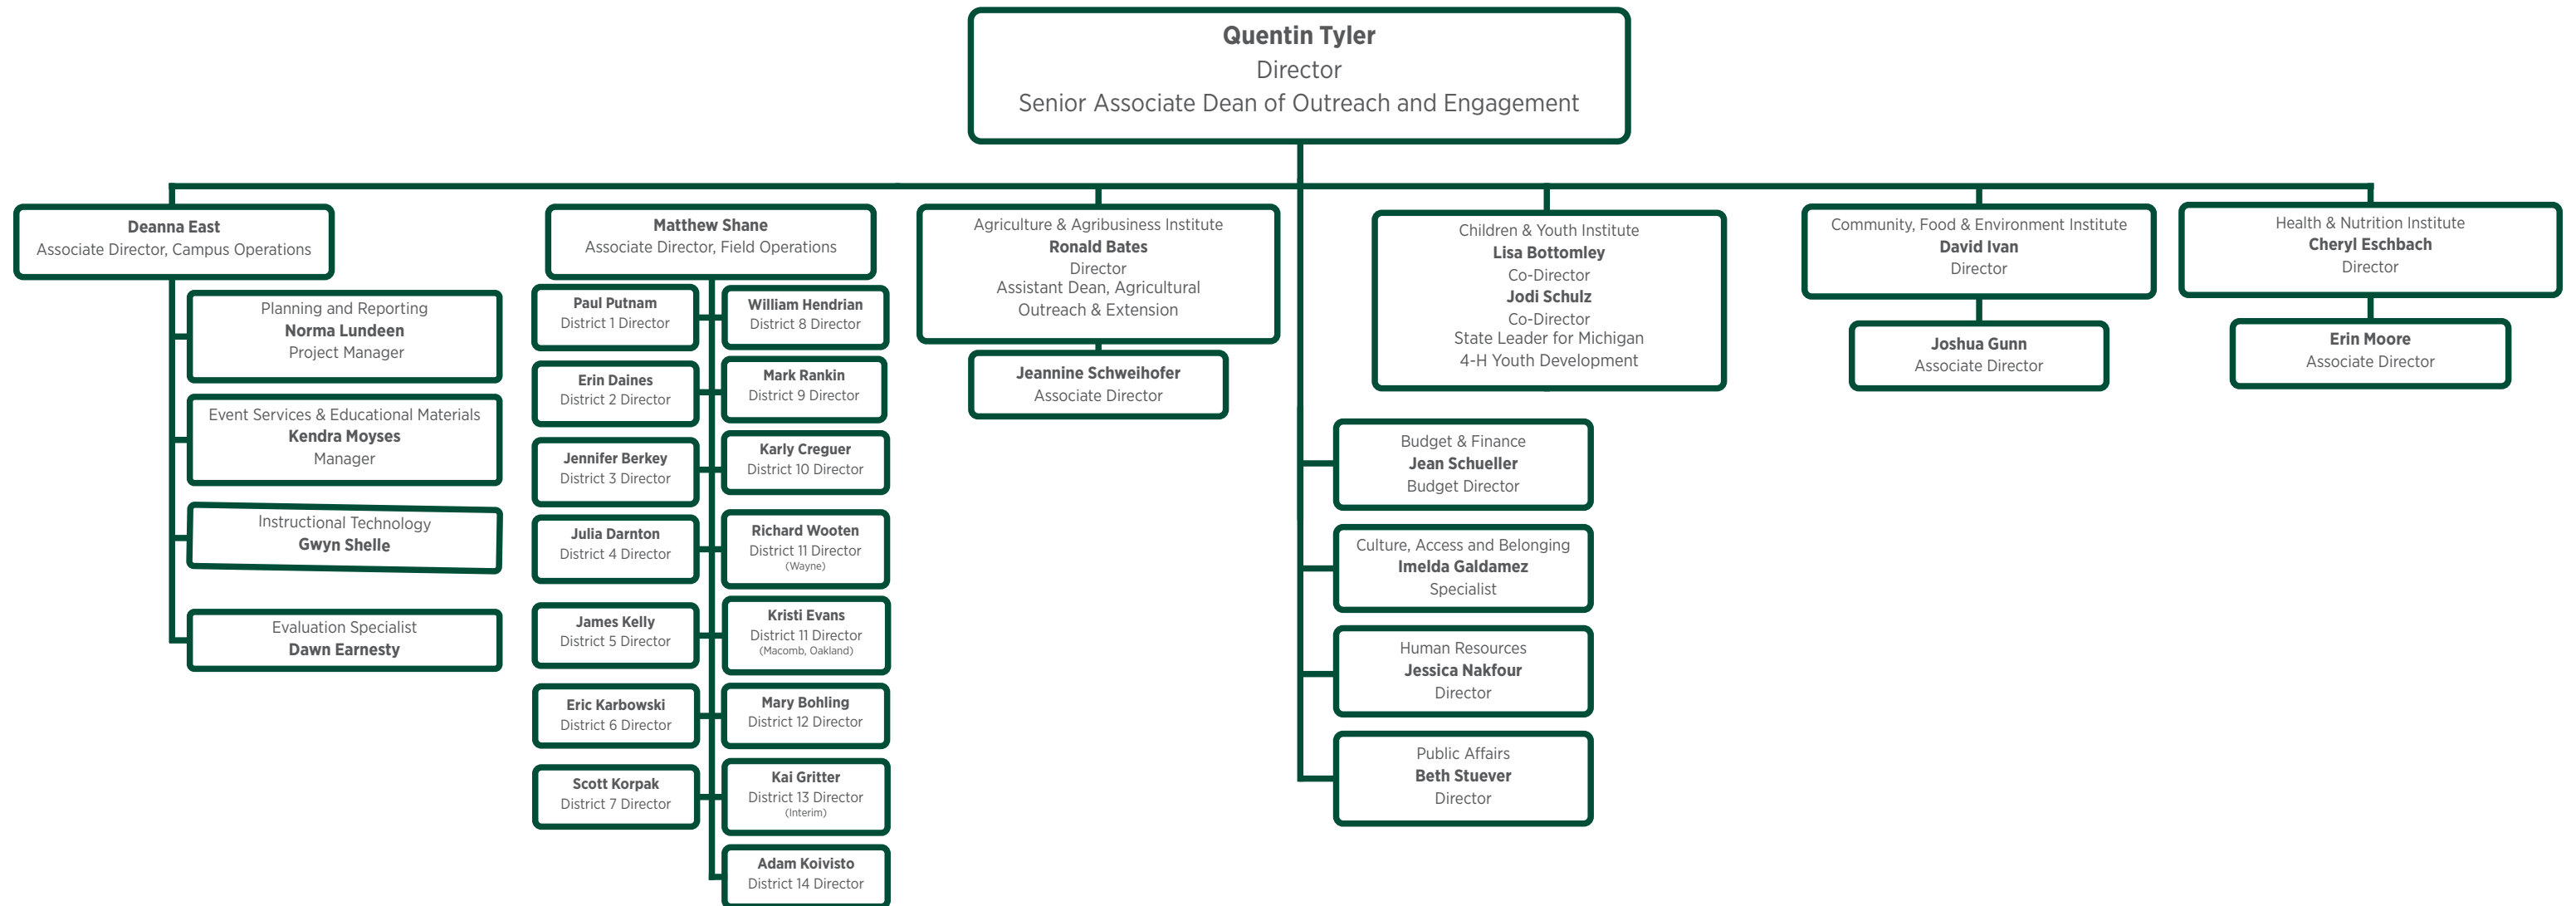 Quentin Tyler
Director
Senior Associate Dean of Outreach and Engagement
Deanna East
Associate Director, Campus Operations
Planning and Reporting
Norma Lundeen
Project Manager
Event Services & Educational Materials
Kendra Moyses
Manager
Instructional Technology
Gwyn Shelle
Evaluation Specialist
Dawn Earnesty
Matthew Shane
Associate Director, Field Operations
Paul Putnam
District 1 Director
Erin Daines
District 2 Director
Jennifer Berkey
District 3 Director
Julia Darnton
District 4 Director
James Kelly
District 5 Director
Eric Karbowski
District 6 Director
Scott Korpak
District 7 Director
William Hendrian
District 8 Director
Mark Rankin
District 9 Director
Karly Creguer
District 10 Director
Richard Wooten
District 11 Director
(Wayne)
Kristi Evans
District 11 Director
(Macomb, Oakland)
Mary Bohling
District 12 Director
Kai Gritter
District 13 Director
(Interim)
Adam Koivisto
District 14 Director
Agriculture & Agribusiness Institute
Ronald Bates
Director
Assistant Dean, Agricultural
Outreach & Extension
Jeannine Schweihofer
Associate Director
Children & Youth Institute
Lisa Bottomley
Co-Director
Jodi Schulz
Co-Director
State Leader for Michigan
4-H Youth Development
Budget & Finance
Jean Schueller
Budget Director
Culture, Access and Belonging
Imelda Galdamez
Specialist
Human Resources
Jessica Nakfour
Director
Public Affairs
Beth Stuever
Director
Community, Food & Environment Institute
David Ivan
Director
Joshua Gunn
Associate Director
Health & Nutrition Institute
Cheryl Eschbach
Director
Erin Moore
Associate Director